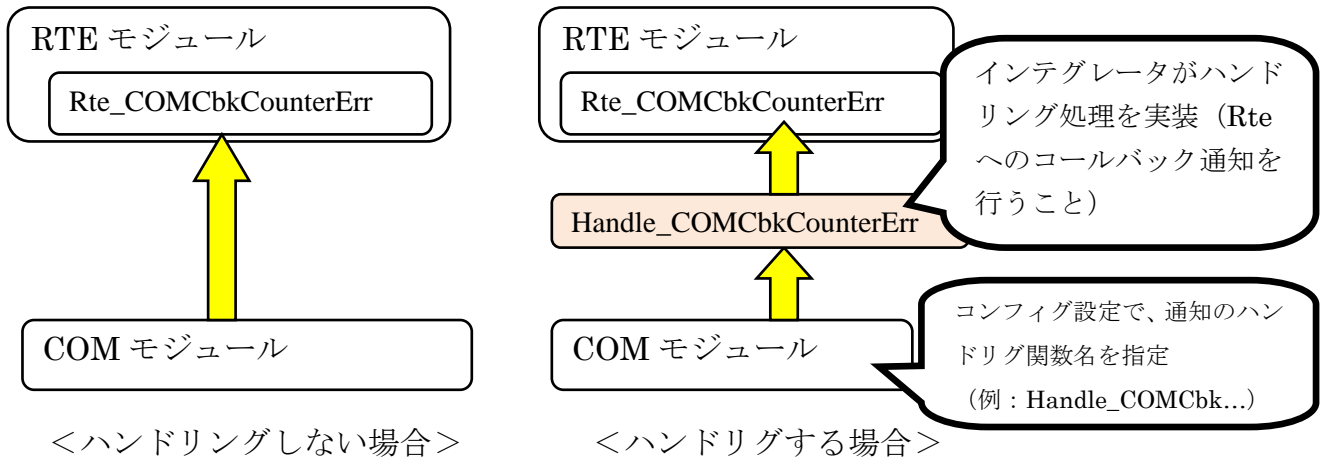 RTE モジュール
Rte_COMCbkCounterErr
COM モジュール
＜ハンドリングしない場合＞
RTE モジュール
Rte_COMCbkCounterErr
Handle_COMCbkCounterErr
COM モジュール
＜ハンドリグする場合＞
インテグレータがハンド
リング処理を実装（Rte
へのコールバック通知を
行うこと）
コンフィグ設定で、通知のハン
ドリグ関数名を指定
（例：Handle_COMCbk…）